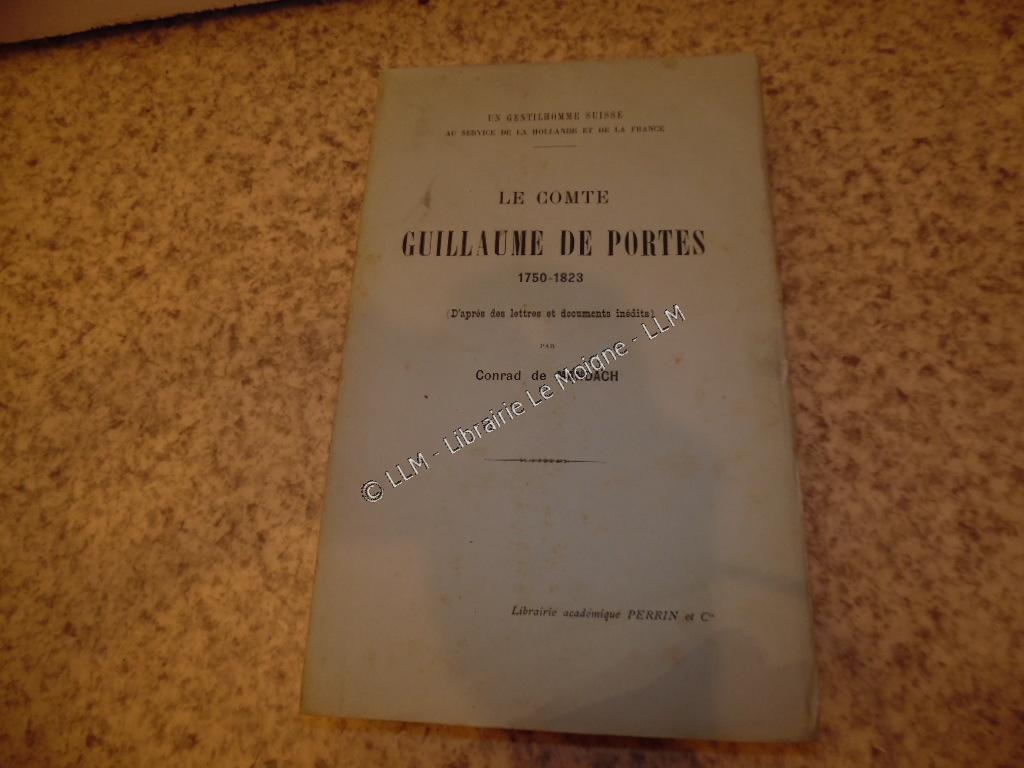 UN GENTILHOMME SUISSE
AU SERVICE DE LA HOLLANDE ET DE LA FRANCE
LE COMTE
GUILLAUME DE PORTES
1750-1823
(D'après des lettres et documents inédits)
PAR
Conrad de
© LLM - Librairie Le Moigne - LLM
Librairie académique PERRIN et Cie